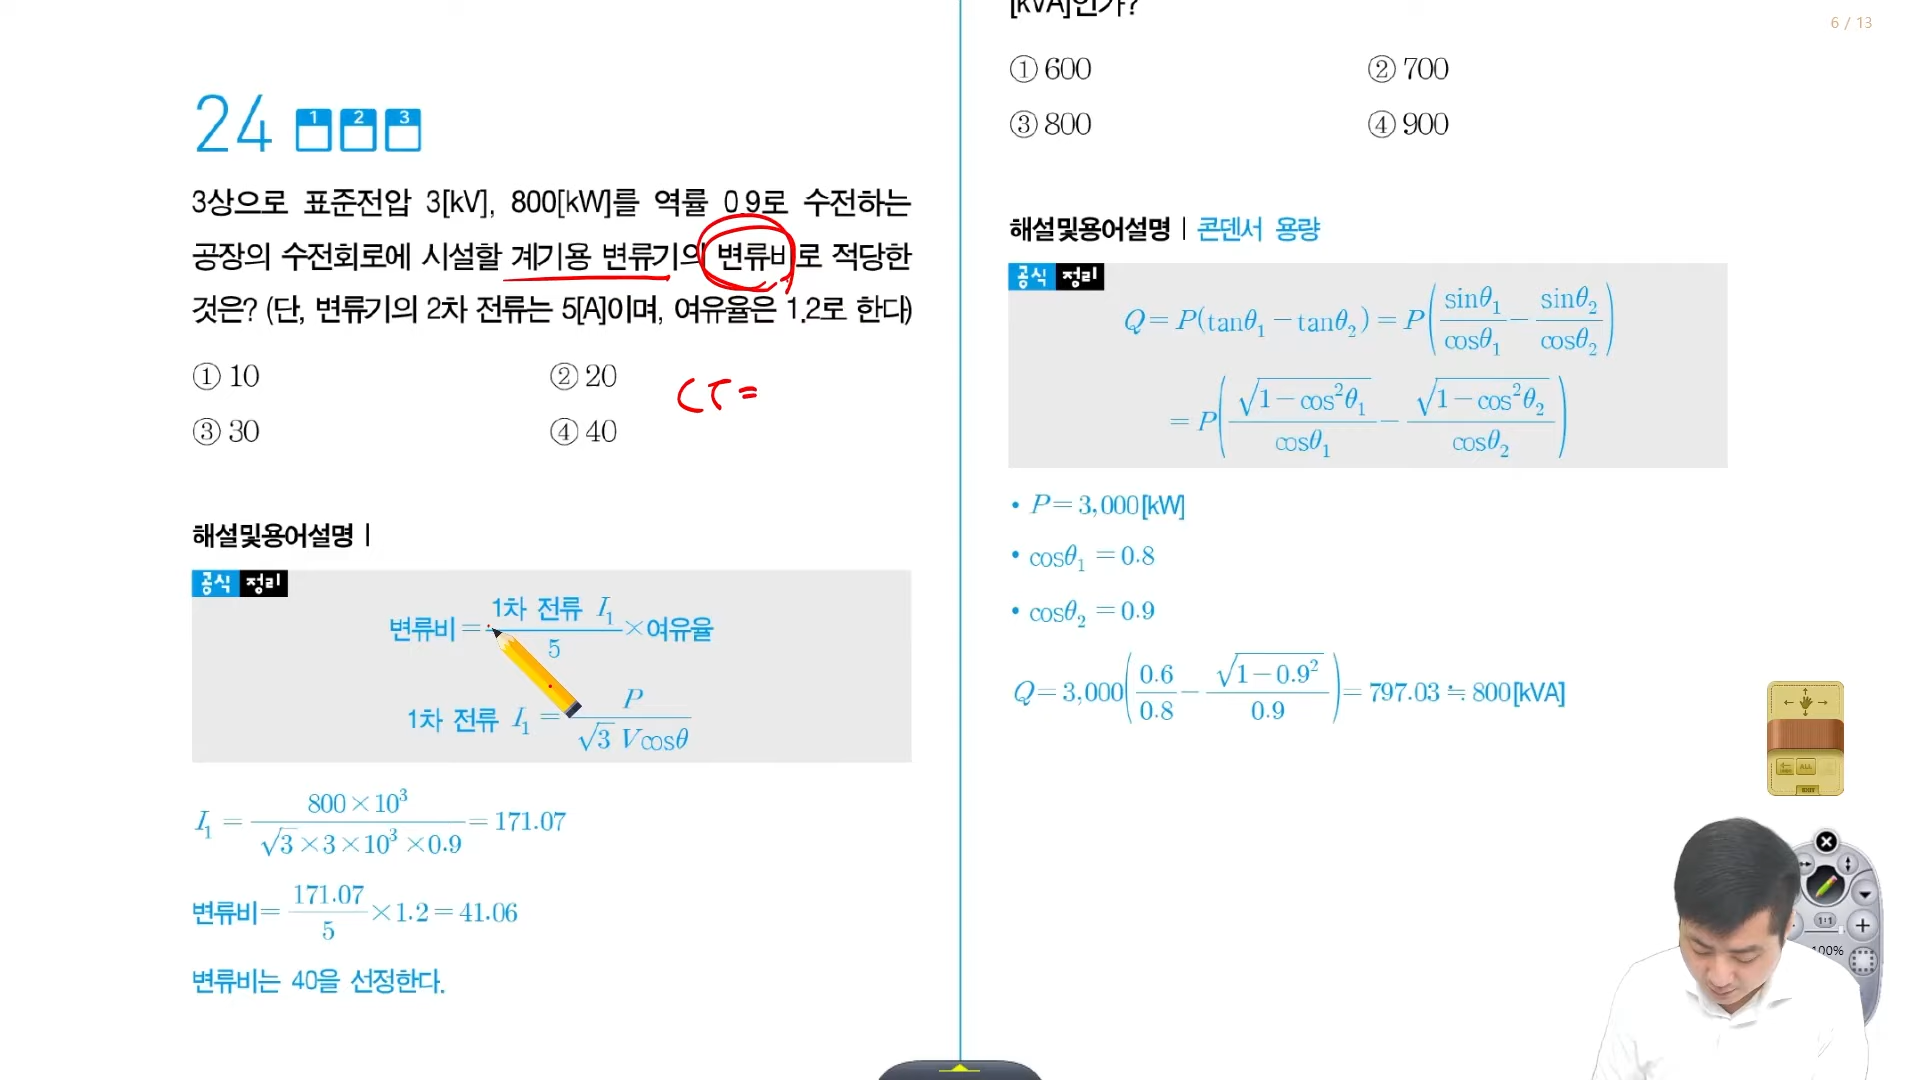 24 1 2 3
3상으로 표준전압 3[kV], 800[kW]를 역률 0.9로 수전하는
공장의 수전회로에 시설할 계기용 변류기의 변류비로 적당한
것은? (단, 변류기의 2차 전류는 5[A]이며, 여유율은 1.2로 한다)
① 10 ② 20
③ 30 ④ 40
CT=
해설및용어설명 |
공식 정리
변류비 = 1차 전류 I₁ / 5 × 여유율
1차 전류 I₁ = P / √3 Vcosθ
I₁ = 800×10³ / √3×3×10³×0.9 = 171.07
변류비 = 171.07 / 5 ×1.2 = 41.06
변류비는 40을 선정한다.
[kVA]인가?
① 600 ② 700
③ 800 ④ 900
해설및용어설명 | 콘덴서 용량
공식 정리
Q = P(tanθ₁ − tanθ₂) = P(sinθ₁/cosθ₁ − sinθ₂/cosθ₂)
= P(√1−cos²θ₁ / cosθ₁ − √1−cos²θ₂ / cosθ₂)
• P = 3,000[kW]
• cosθ₁ = 0.8
• cosθ₂ = 0.9
Q = 3,000(0.6/0.8 − √1−0.9² / 0.9) = 797.03 ≒ 800[kVA]
6 / 13
ALL
1:1
100%